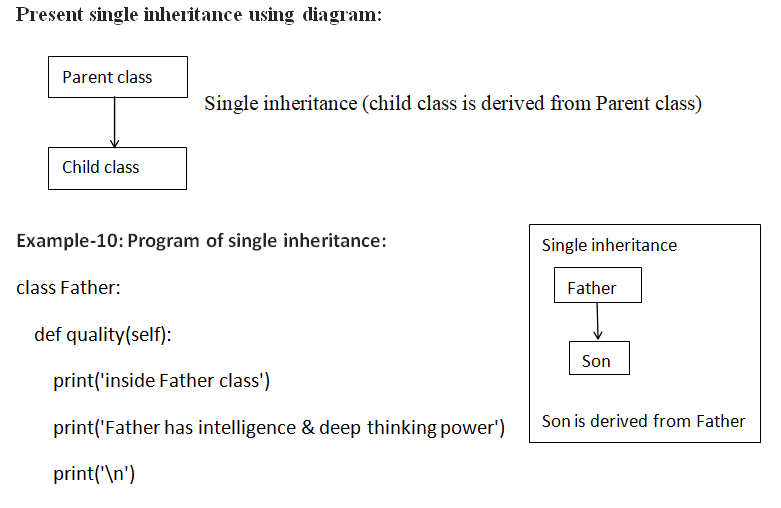 Present single inheritance using diagram:
Parent class
Single inheritance (child class is derived from Parent class)
Child class
Example-10: Program of single inheritance:
class Father:
def quality(self):
print('inside Father class')
print('Father has intelligence & deep thinking power')
print('\n')
Single inheritance
Father
Son
Son is derived from Father